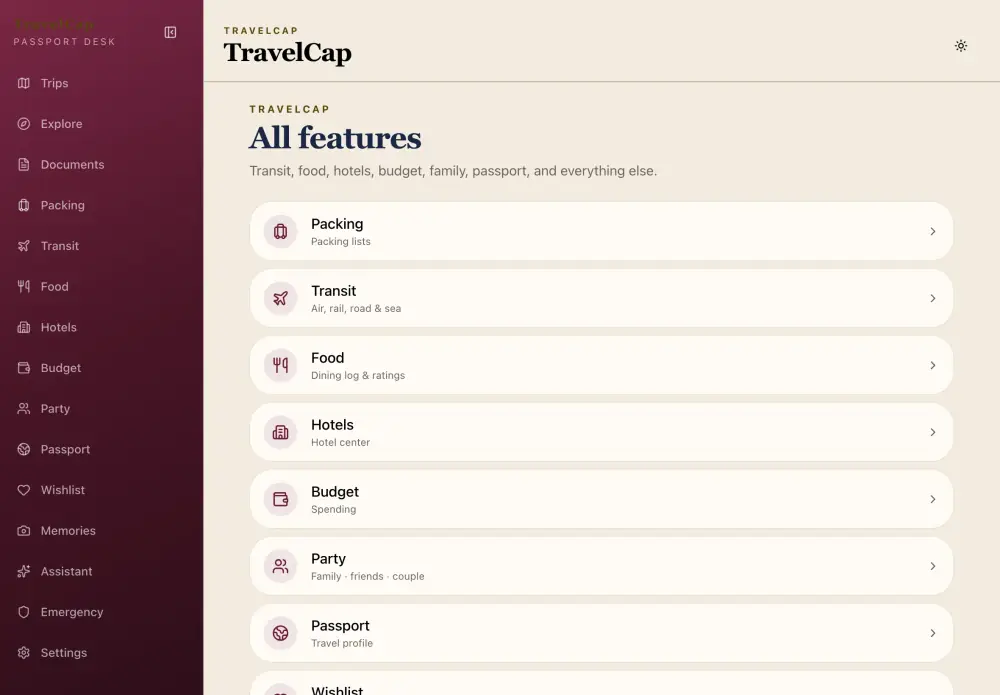 TravelCap
PASSPORT DESK
Trips
Explore
Documents
Packing
Transit
Food
Hotels
Budget
Party
Passport
Wishlist
Memories
Assistant
Emergency
Settings
TRAVELCAP
TravelCap
TRAVELCAP
All features
Transit, food, hotels, budget, family, passport, and everything else.
Packing
Packing lists
Transit
Air, rail, road & sea
Food
Dining log & ratings
Hotels
Hotel center
Budget
Spending
Party
Family · friends · couple
Passport
Travel profile
Wishlist